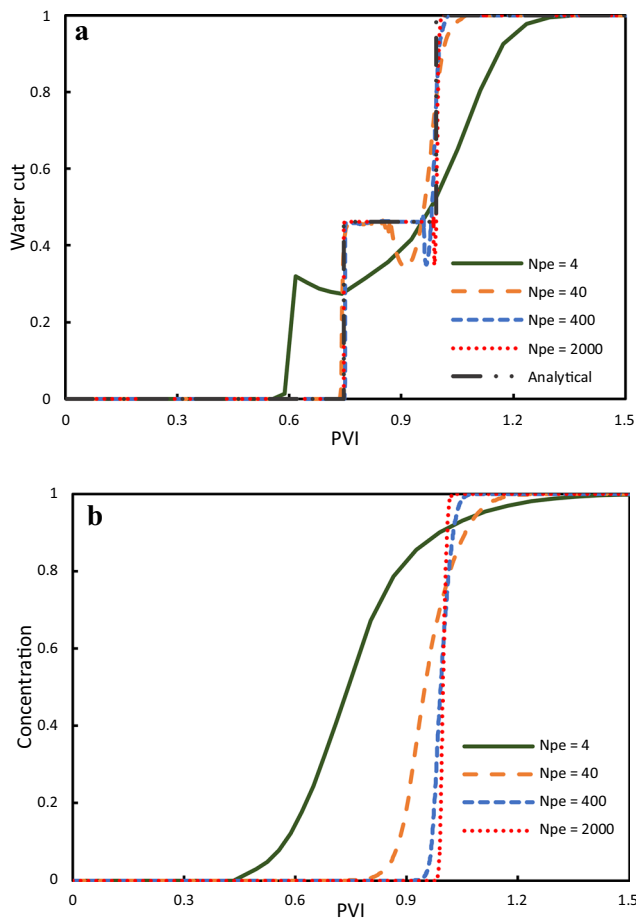 a
1
0.8
0.6
0.4
0.2
0
Water cut
0 0.3 0.6 0.9 1.2 1.5
PVI
Npe = 4
Npe = 40
Npe = 400
Npe = 2000
Analytical
b
1
0.8
0.6
0.4
0.2
0
Concentration
0 0.3 0.6 0.9 1.2 1.5
PVI
Npe = 4
Npe = 40
Npe = 400
Npe = 2000